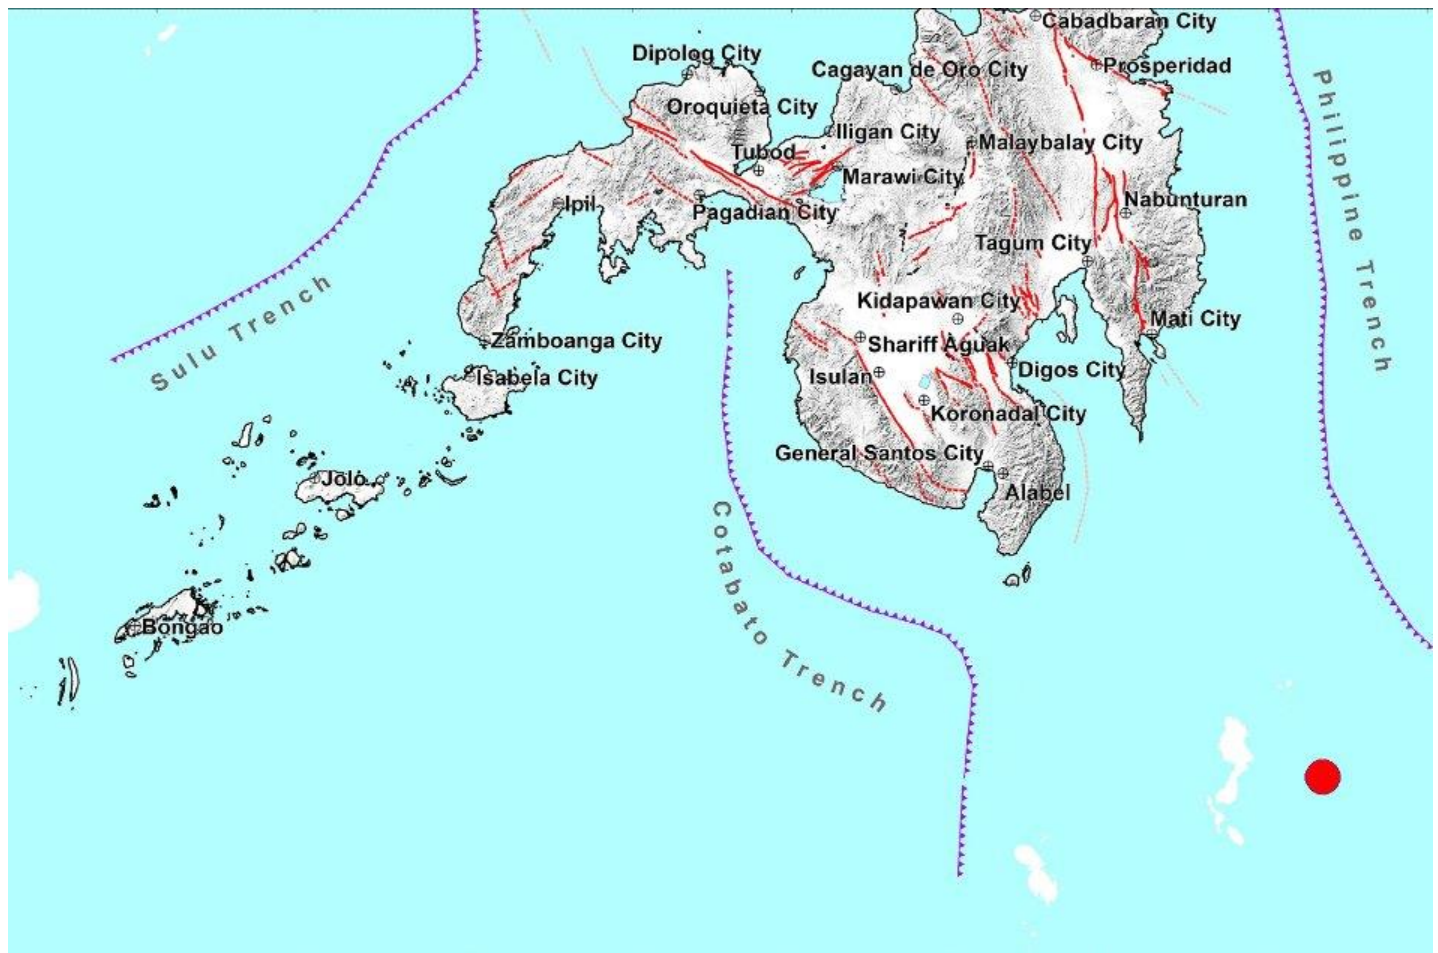 Cabadbaran City
Dipolog City
Cagayan de Oro City
Prosperidad
Oroquieta City
Iligan City
Malaybalay City
Tubod
Marawi City
Nabunturan
Ipil
Pagadian City
Tagum City
Philippine Trench
Kidapawan City
Mati City
Sulu Trench
Zamboanga City
Shariff Aguak
Isabela City
Isulan
Digos City
Koronadal City
General Santos City
Jolo
Alabel
Cotabato Trench
Bongao